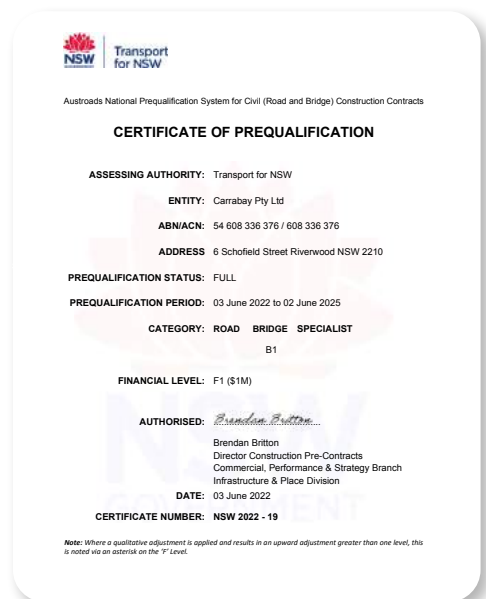 NSW
GOVERNMENT
Transport
for NSW
Austroads National Prequalification System for Civil (Road and Bridge) Construction Contracts
CERTIFICATE OF PREQUALIFICATION
ASSESSING AUTHORITY: Transport for NSW
ENTITY: Carrabay Pty Ltd
ABN/ACN: 54 608 336 376 / 608 336 376
ADDRESS 6 Schofield Street Riverwood NSW 2210
PREQUALIFICATION STATUS: FULL
PREQUALIFICATION PERIOD: 03 June 2022 to 02 June 2025
CATEGORY: ROAD BRIDGE SPECIALIST
B1
FINANCIAL LEVEL: F1 ($1M)
AUTHORISED: Brendan Britton
Brendan Britton
Director Construction Pre-Contracts
Commercial, Performance & Strategy Branch
Infrastructure & Place Division
DATE: 03 June 2022
CERTIFICATE NUMBER: NSW 2022 - 19
NSW
GOVERNMENT
Note: Where a qualitative adjustment is applied and results in an upward adjustment greater than one level, this
is noted via an asterisk on the 'F' Level.